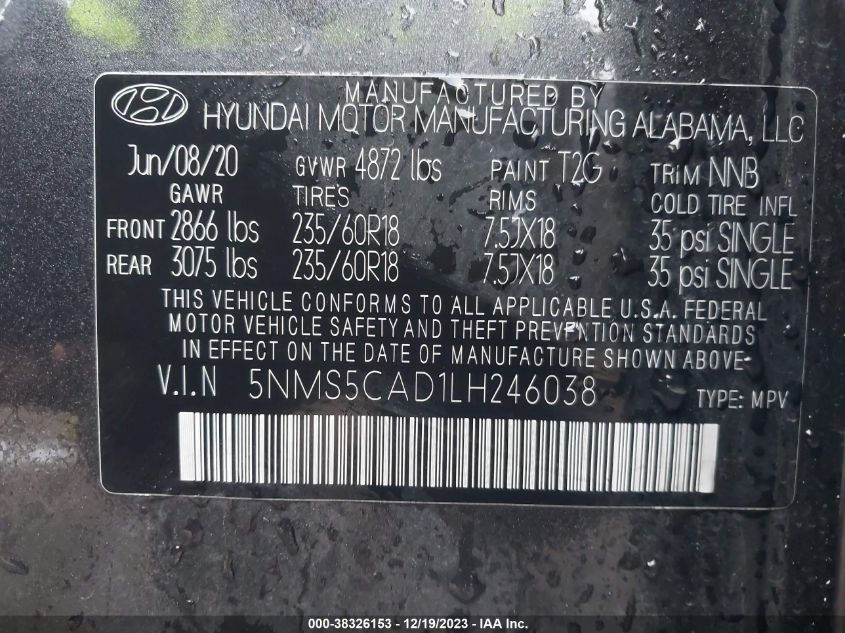 MANUFACTURED BY
HYUNDAI MOTOR MANUFACTURING ALABAMA, LLC
Jun/08/20 GVWR 4872 lbs PAINT T2G TRIM NNB
GAWR TIRES RIMS COLD TIRE INFL
FRONT 2866 lbs 235/60R18 7.5JX18 35 psi SINGLE
REAR 3075 lbs 235/60R18 7.5JX18 35 psi SINGLE
THIS VEHICLE CONFORMS TO ALL APPLICABLE U.S.A. FEDERAL
MOTOR VEHICLE SAFETY AND THEFT PREVENTION STANDARDS
IN EFFECT ON THE DATE OF MANUFACTURE SHOWN ABOVE.
V.I.N 5NMS5CAD1LH246038 TYPE: MPV
000-38326153 - 12/19/2023 - IAA Inc.